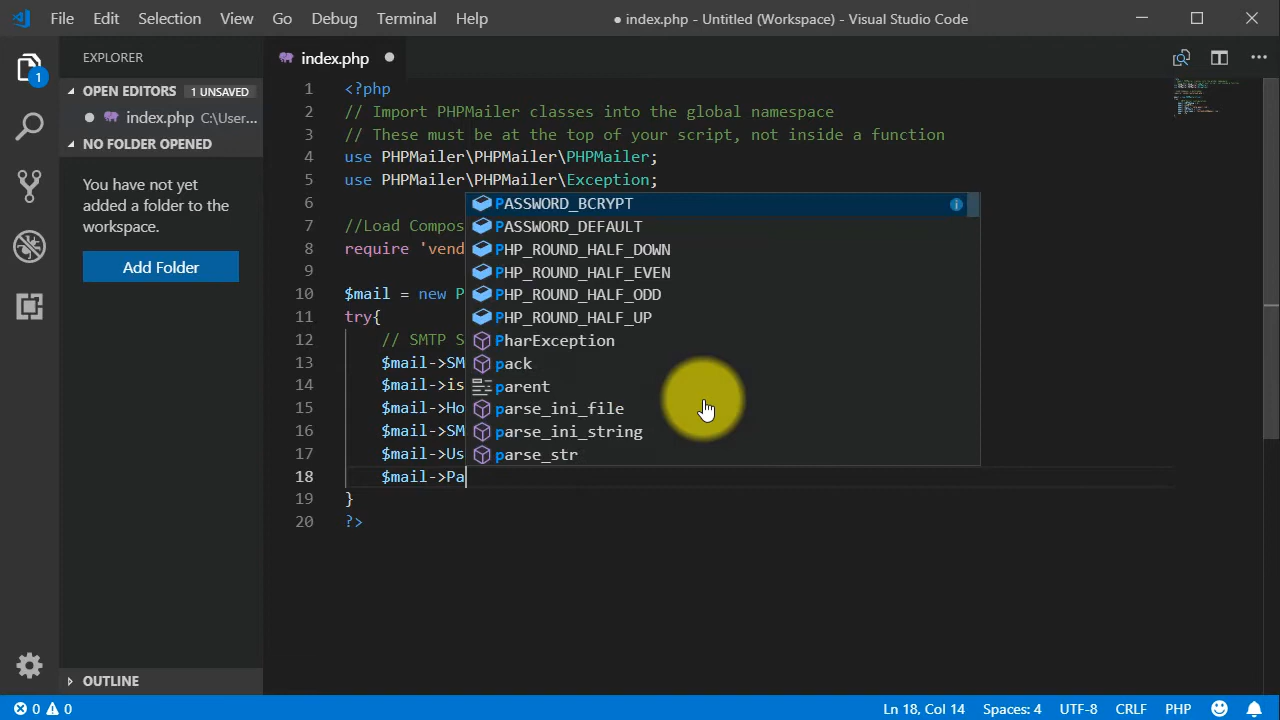 File Edit Selection View Go Debug Terminal Help
● index.php - Untitled (Workspace) - Visual Studio Code
EXPLORER
OPEN EDITORS 1 UNSAVED
index.php C:\User...
NO FOLDER OPENED
You have not yet
added a folder to the
workspace.
Add Folder
OUTLINE
1
index.php
1 <?php
2 // Import PHPMailer classes into the global namespace
3 // These must be at the top of your script, not inside a function
4 use PHPMailer\PHPMailer\PHPMailer;
5 use PHPMailer\PHPMailer\Exception;
6
7 //Load Compos
8 require 'vend
9
10 $mail = new P
11 try{
12 // SMTP S
13 $mail->SM
14 $mail->is
15 $mail->Ho
16 $mail->SM
17 $mail->Us
18 $mail->Pa
19 }
20 ?>
PASSWORD_BCRYPT
PASSWORD_DEFAULT
PHP_ROUND_HALF_DOWN
PHP_ROUND_HALF_EVEN
PHP_ROUND_HALF_ODD
PHP_ROUND_HALF_UP
PharException
pack
parent
parse_ini_file
parse_ini_string
parse_str
0 0
Ln 18, Col 14 Spaces: 4 UTF-8 CRLF PHP